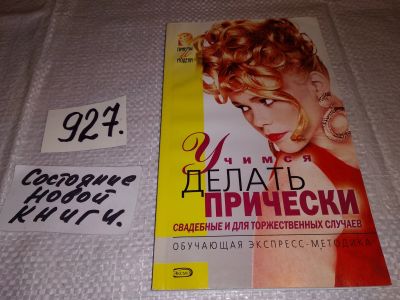 927.
Состояние
новой
книги.
Учимся
ДЕЛАТЬ
ПРИЧЕСКИ
СВАДЕБНЫЕ И ДЛЯ ТОРЖЕСТВЕННЫХ СЛУЧАЕВ
ОБУЧАЮЩАЯ ЭКСПРЕСС-МЕТОДИКА